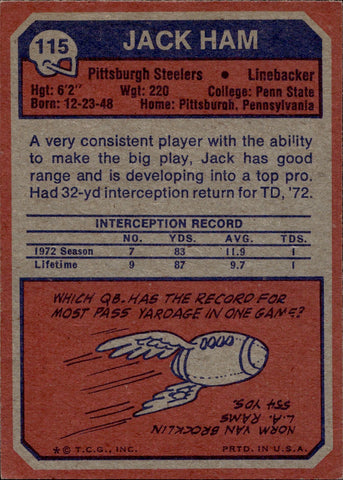 115
JACK HAM
Pittsburgh Steelers • Linebacker
Hgt: 6'2" Wgt: 220 College: Penn State
Born: 12-23-48 Home: Pittsburgh, Pennsylvania
A very consistent player with the ability
to make the big play, Jack has good
range and is developing into a top pro.
Had 32-yd interception return for TD, '72.
INTERCEPTION RECORD
NO. YDS. AVG. TDS.
1972 Season 7 83 11.9 1
Lifetime 9 87 9.7 1
WHICH QB. HAS THE RECORD FOR
MOST PASS YARDAGE IN ONE GAME?
NORM VAN BROCKLIN
L.A. RAMS
554 YDS.
* © T.C.G., INC. PRTD. IN U.S.A.